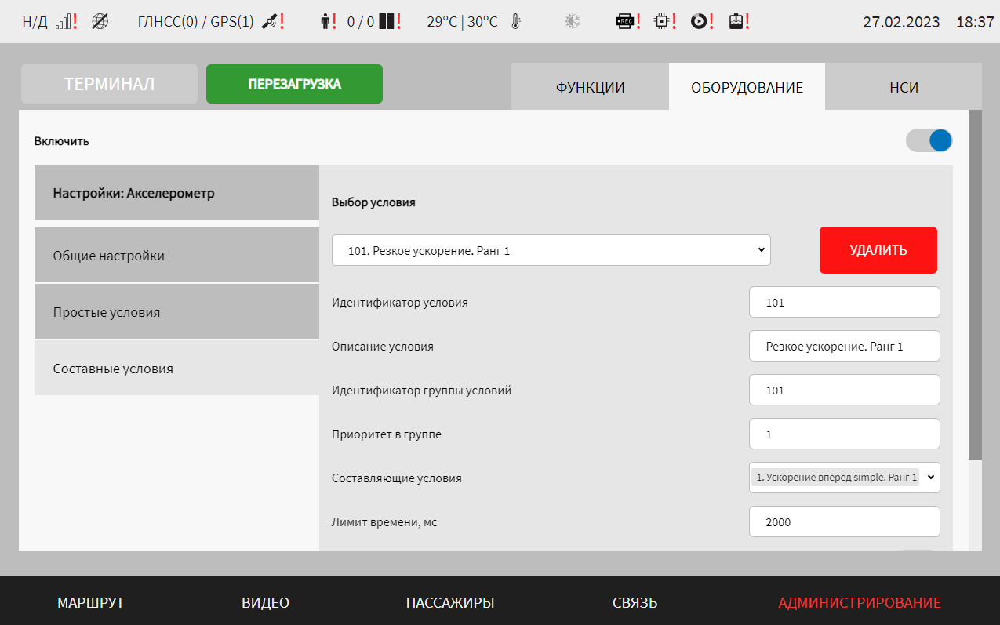 Н/Д ! ГЛНСС(0) / GPS(1) ! ! 0 / 0 ! 29°C | 30°C REC ! ! ! ! 27.02.2023 18:37
ТЕРМИНАЛ ПЕРЕЗАГРУЗКА ФУНКЦИИ ОБОРУДОВАНИЕ НСИ
Включить
Настройки: Акселерометр
Общие настройки
Простые условия
Составные условия
Выбор условия
101. Резкое ускорение. Ранг 1 УДАЛИТЬ
Идентификатор условия 101
Описание условия Резкое ускорение. Ранг 1
Идентификатор группы условий 101
Приоритет в группе 1
Составляющие условия 1. Ускорение вперед simple. Ранг 1
Лимит времени, мс 2000
МАРШРУТ ВИДЕО ПАССАЖИРЫ СВЯЗЬ АДМИНИСТРИРОВАНИЕ